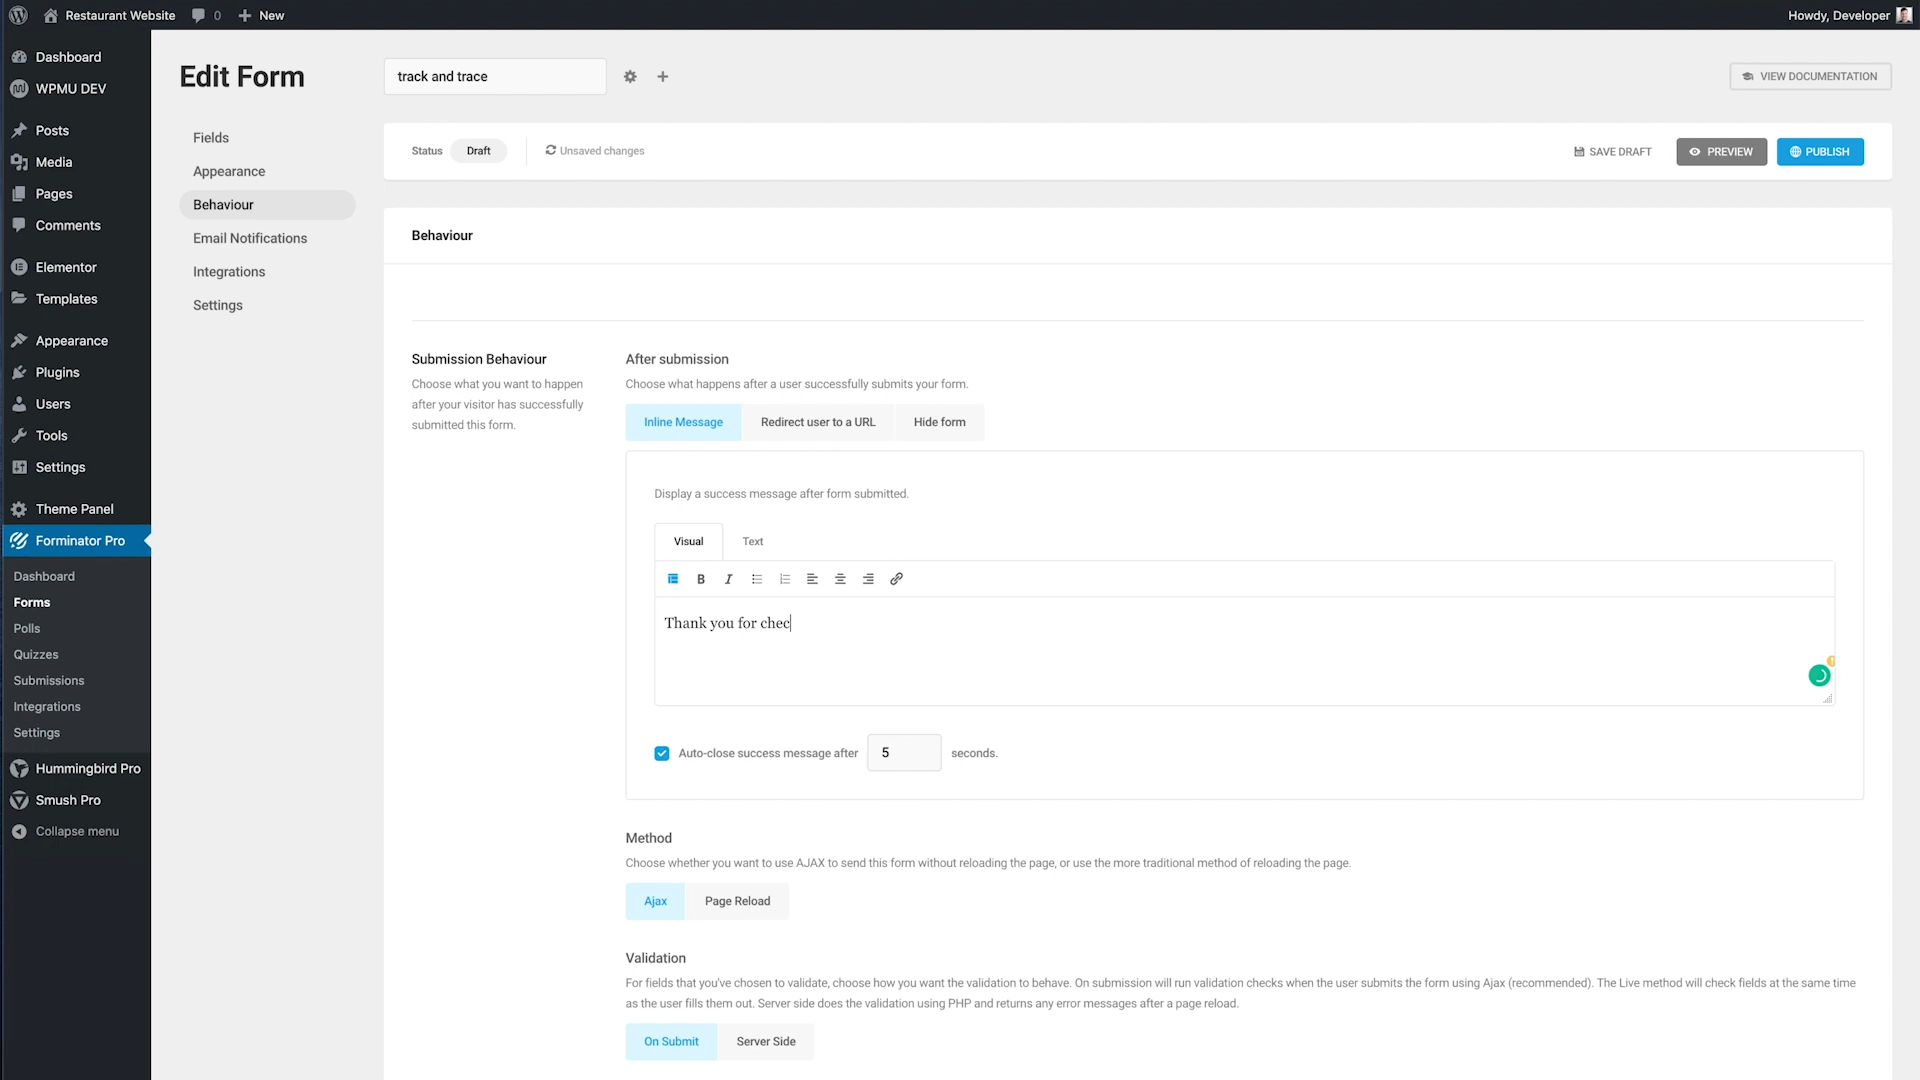 Restaurant Website 0 New Howdy, Developer
Dashboard
WPMU DEV
Posts
Media
Pages
Comments
Elementor
Templates
Appearance
Plugins
Users
Tools
Settings
Theme Panel
Forminator Pro
Dashboard
Forms
Polls
Quizzes
Submissions
Integrations
Settings
Hummingbird Pro
Smush Pro
Collapse menu
Edit Form
track and trace
VIEW DOCUMENTATION
Fields
Appearance
Behaviour
Email Notifications
Integrations
Settings
Status Draft Unsaved changes SAVE DRAFT PREVIEW PUBLISH
Behaviour
Submission Behaviour
Choose what you want to happen
after your visitor has successfully
submitted this form.
After submission
Choose what happens after a user successfully submits your form.
Inline Message Redirect user to a URL Hide form
Display a success message after form submitted.
Visual Text
B I
Thank you for chec
Auto-close success message after 5 seconds.
Method
Choose whether you want to use AJAX to send this form without reloading the page, or use the more traditional method of reloading the page.
Ajax Page Reload
Validation
For fields that you've chosen to validate, choose how you want the validation to behave. On submission will run validation checks when the user submits the form using Ajax (recommended). The Live method will check fields at the same time
as the user fills them out. Server side does the validation using PHP and returns any error messages after a page reload.
On Submit Server Side